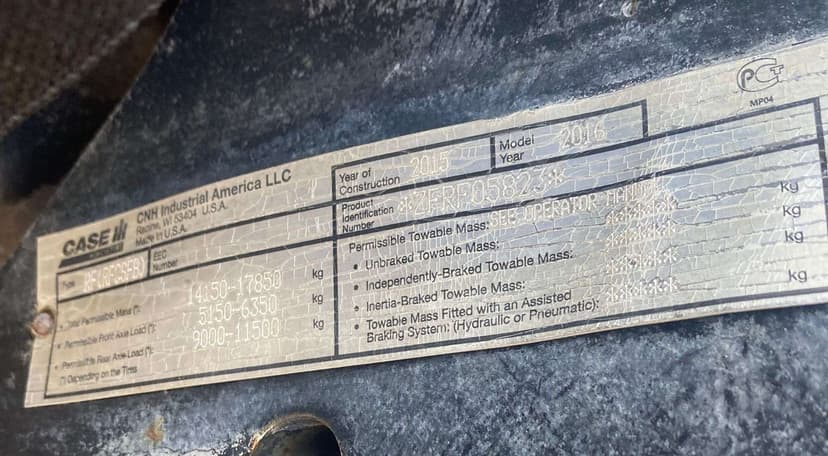 PCT
MP04
CASE IH
CNH Industrial America LLC
Racine, WI 53404 U.S.A.
Made in U.S.A.
Year of Construction 2015
Model Year 2016
Type
EEC Number
Product Identification Number *ZFRF05823*
Total Permissible Mass (*): 14150-17850 kg
Permissible Front Axle Load (*): 5150-6350 kg
Permissible Rear Axle Load (*): 9000-11500 kg
(*) Depending on the Tires
Permissible Towable Mass: SEE OPERATOR MANUAL
• Unbraked Towable Mass: ***** kg
• Independently-Braked Towable Mass: ***** kg
• Inertia-Braked Towable Mass: ***** kg
• Towable Mass Fitted with an Assisted
Braking System: (Hydraulic or Pneumatic): ***** kg